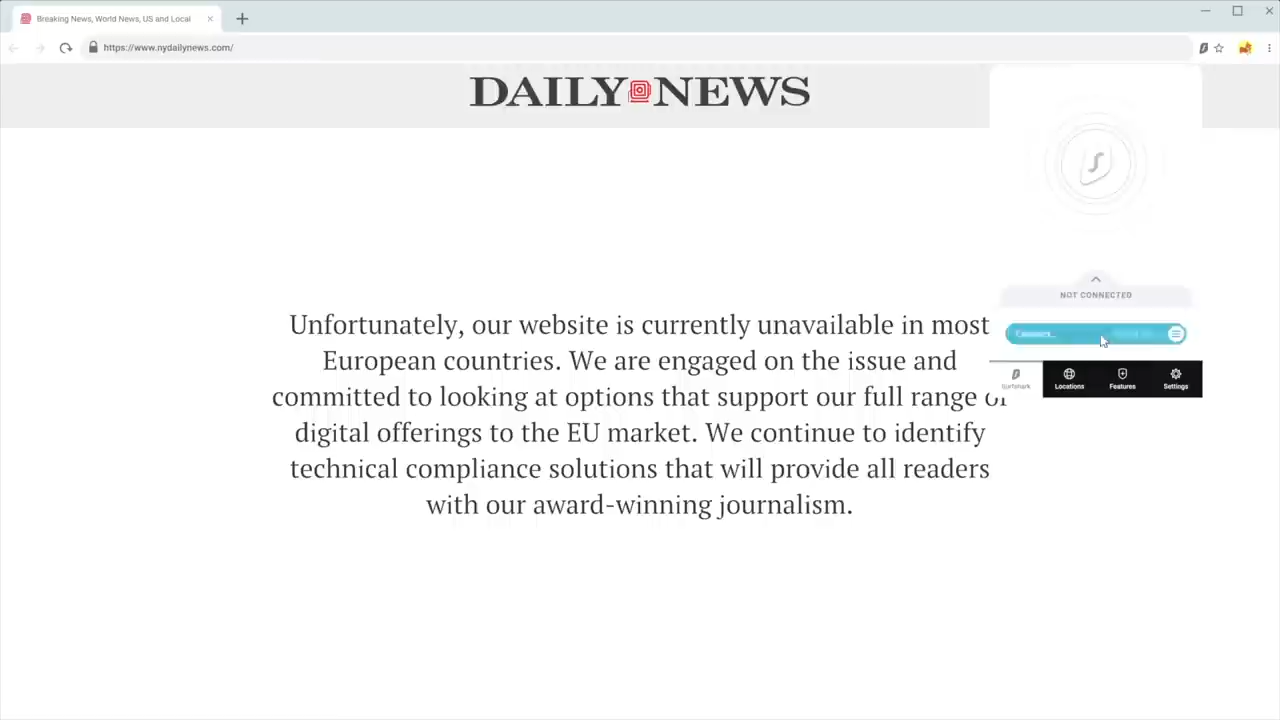 Breaking News, World News, US and Local
https://www.nydailynews.com/
DAILY NEWS
NOT CONNECTED
Surfshark
Locations
Features
Settings
Unfortunately, our website is currently unavailable in most
European countries. We are engaged on the issue and
committed to looking at options that support our full range of
digital offerings to the EU market. We continue to identify
technical compliance solutions that will provide all readers
with our award-winning journalism.